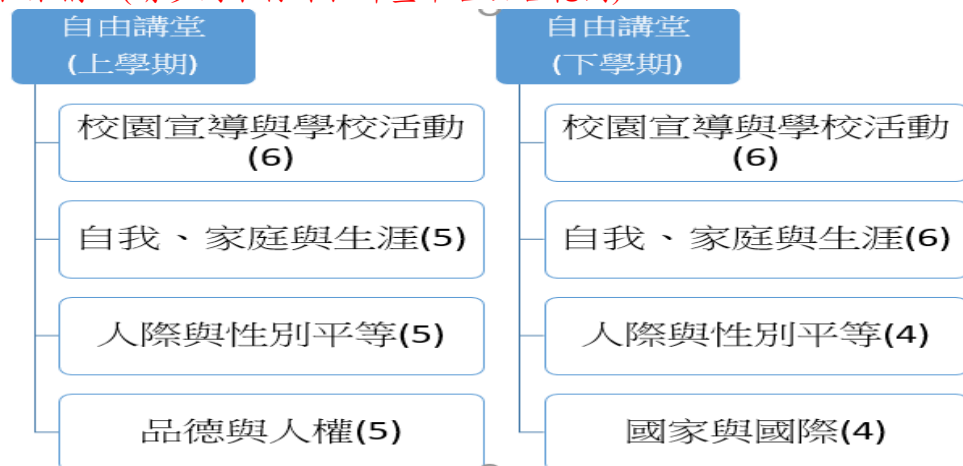 自由講堂
(上學期)
校園宣導與學校活動
(6)
自我、家庭與生涯(5)
人際與性別平等(5)
品德與人權(5)
自由講堂
(下學期)
校園宣導與學校活動
(6)
自我、家庭與生涯(6)
人際與性別平等(4)
國家與國際(4)